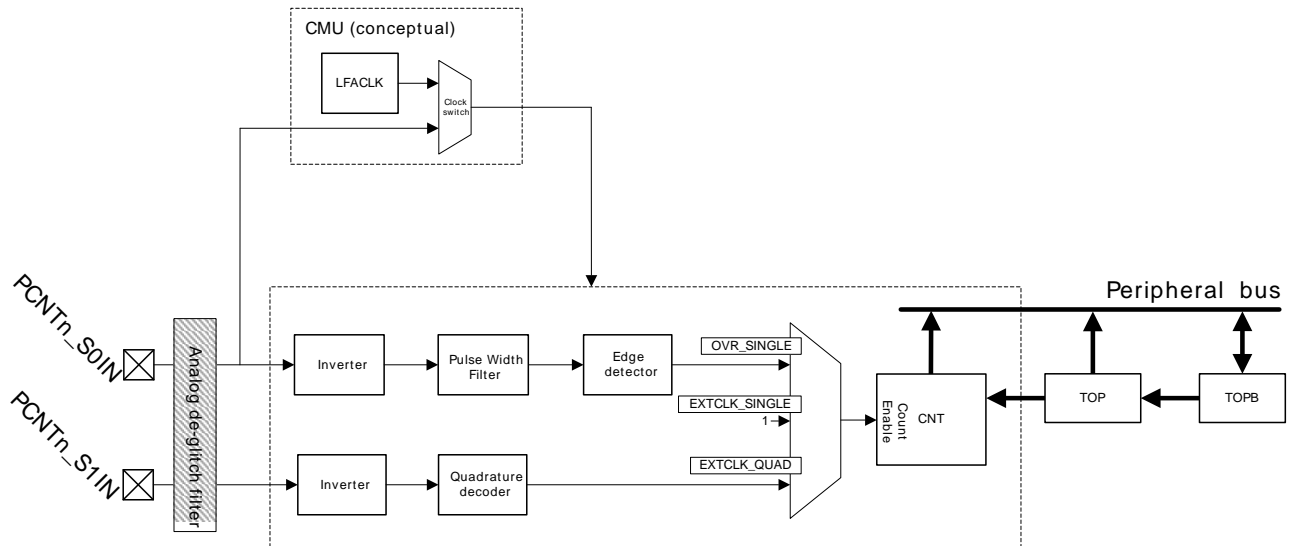 CMU (conceptual)
LFACLK
Clock
switch
PCNTn_S0IN
PCNTn_S1IN
Analog de-glitch filter
Inverter
Pulse Width
Filter
Edge
detector
OVR_SINGLE
EXTCLK_SINGLE
1
EXTCLK_QUAD
Inverter
Quadrature
decoder
Count
Enable
CNT
Peripheral bus
TOP
TOPB